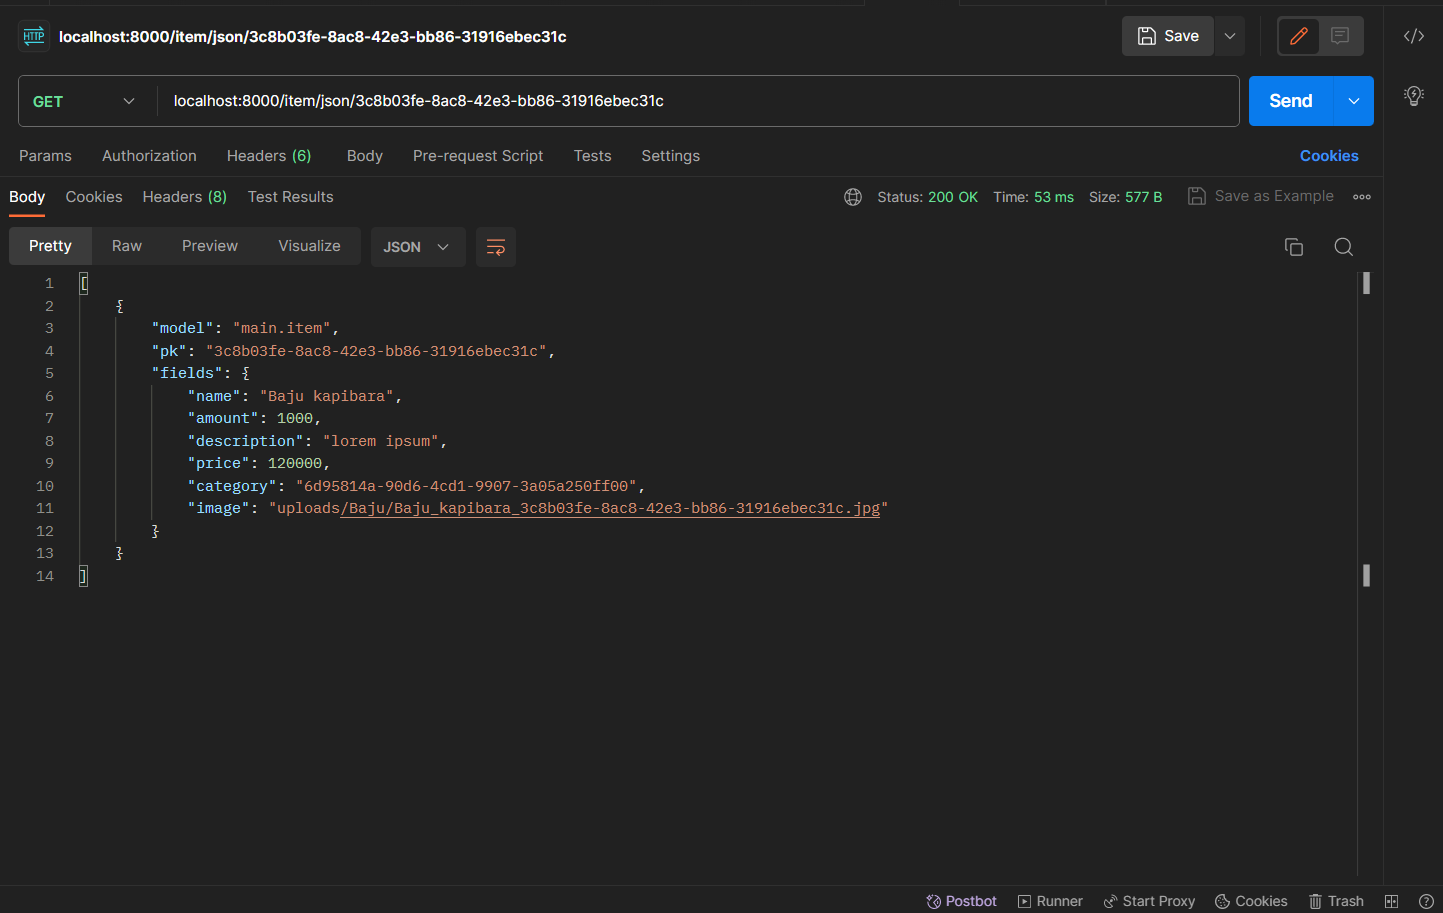 HTTP localhost:8000/item/json/3c8b03fe-8ac8-42e3-bb86-31916ebec31c Save
GET localhost:8000/item/json/3c8b03fe-8ac8-42e3-bb86-31916ebec31c Send
Params Authorization Headers (6) Body Pre-request Script Tests Settings Cookies
Body Cookies Headers (8) Test Results Status: 200 OK Time: 53 ms Size: 577 B Save as Example
Pretty Raw Preview Visualize JSON
1 [
2 {
3 "model": "main.item",
4 "pk": "3c8b03fe-8ac8-42e3-bb86-31916ebec31c",
5 "fields": {
6 "name": "Baju kapibara",
7 "amount": 1000,
8 "description": "lorem ipsum",
9 "price": 120000,
10 "category": "6d95814a-90d6-4cd1-9907-3a05a250ff00",
11 "image": "uploads/Baju/Baju_kapibara_3c8b03fe-8ac8-42e3-bb86-31916ebec31c.jpg"
12 }
13 }
14 ]
Postbot Runner Start Proxy Cookies Trash